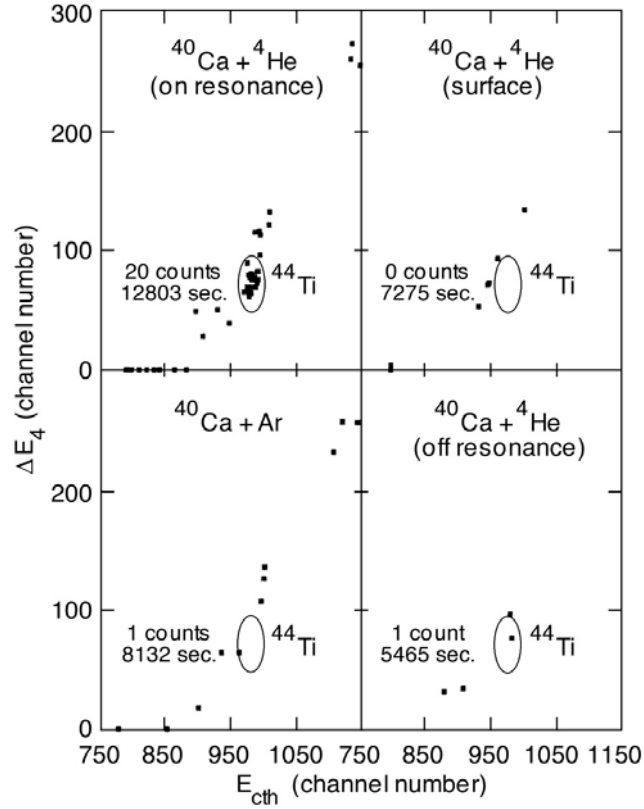 300
200
100
0
200
100
0
ΔE₄ (channel number)
⁴⁰Ca + ⁴He
(on resonance)
20 counts
12803 sec.
⁴⁴Ti
⁴⁰Ca + ⁴He
(surface)
0 counts
7275 sec.
⁴⁴Ti
⁴⁰Ca + Ar
1 counts
8132 sec.
⁴⁴Ti
⁴⁰Ca + ⁴He
(off resonance)
1 count
5465 sec.
⁴⁴Ti
750 850 950 1050 750 850 950 1050 1150
E_cth (channel number)